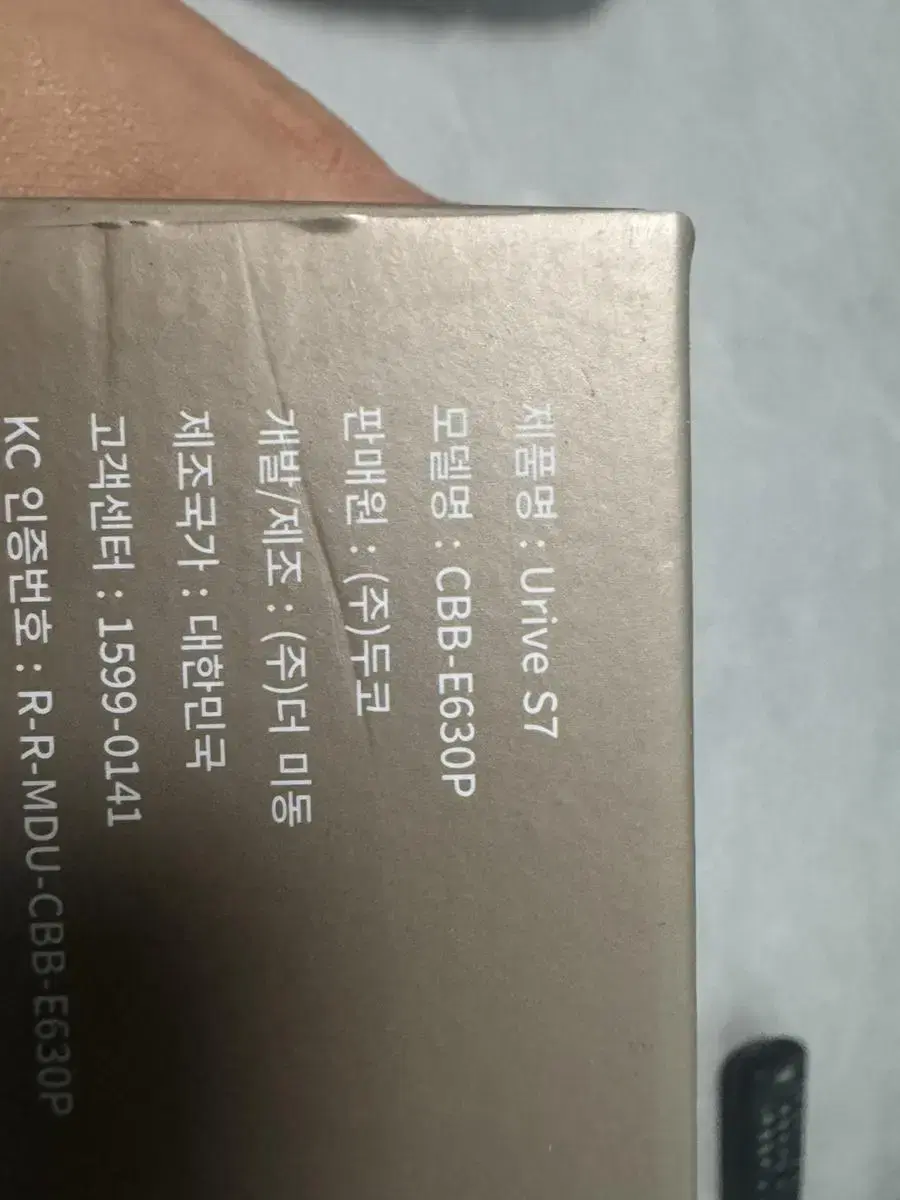 제품명 : Urive S7
모델명 : CBB-E630P
판매원 : (주)두코
개발/제조 : (주)더 미동
제조국가 : 대한민국
고객센터 : 1599-0141
KC 인증번호 : R-R-MDU-CBB-E630P